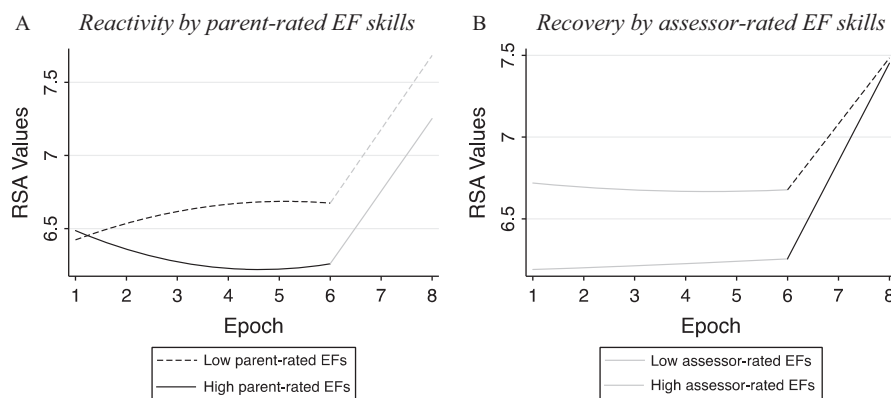 A Reactivity by parent-rated EF skills
RSA Values
7.5
7
6.5
1 2 3 4 5 6 7 8
Epoch
Low parent-rated EFs
High parent-rated EFs
B Recovery by assessor-rated EF skills
RSA Values
7.5
7
6.5
1 2 3 4 5 6 7 8
Epoch
Low assessor-rated EFs
High assessor-rated EFs